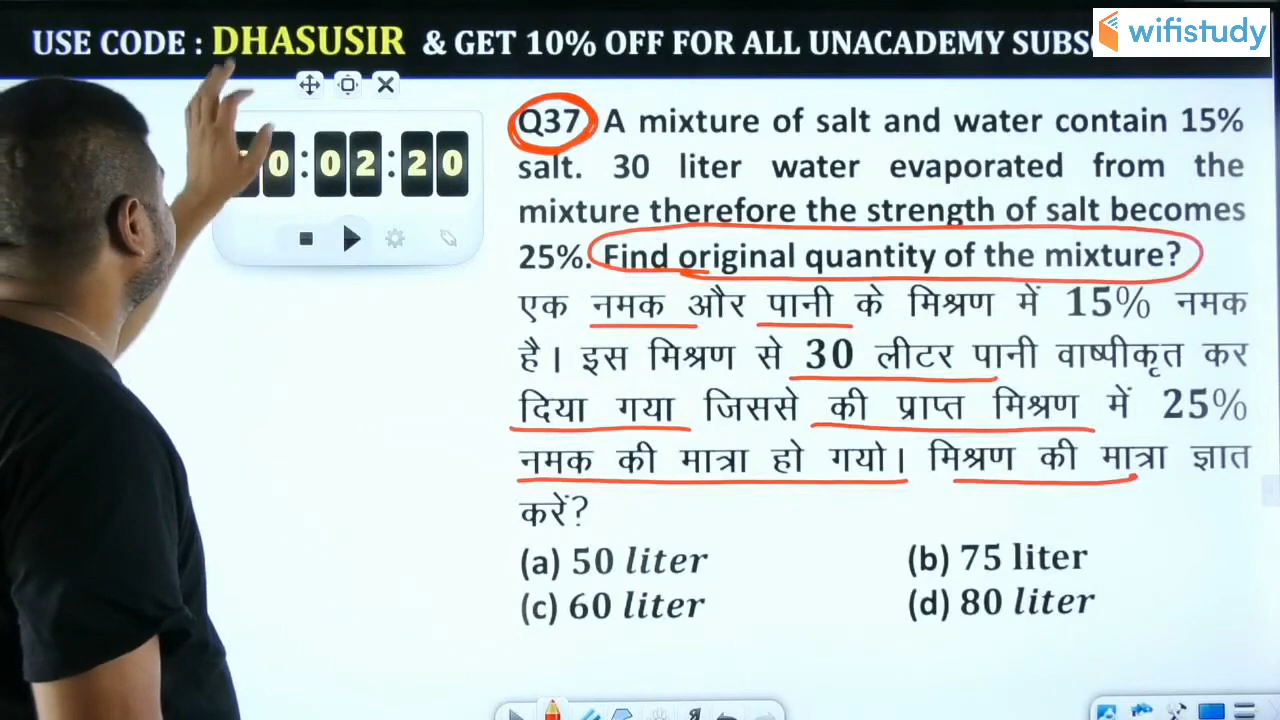 USE CODE : DHASUSIR & GET 10% OFF FOR ALL UNACADEMY
wifistudy
0:02:20
Q37. A mixture of salt and water contain 15%
salt. 30 liter water evaporated from the
mixture therefore the strength of salt becomes
25%. Find original quantity of the mixture?
एक नमक और पानी के मिश्रण में 15% नमक
है। इस मिश्रण से 30 लीटर पानी वाष्पीकृत कर
दिया गया जिससे की प्राप्त मिश्रण में 25%
नमक की मात्रा हो गयो। मिश्रण की मात्रा ज्ञात
करें?
(a) 50 liter (b) 75 liter
(c) 60 liter (d) 80 liter